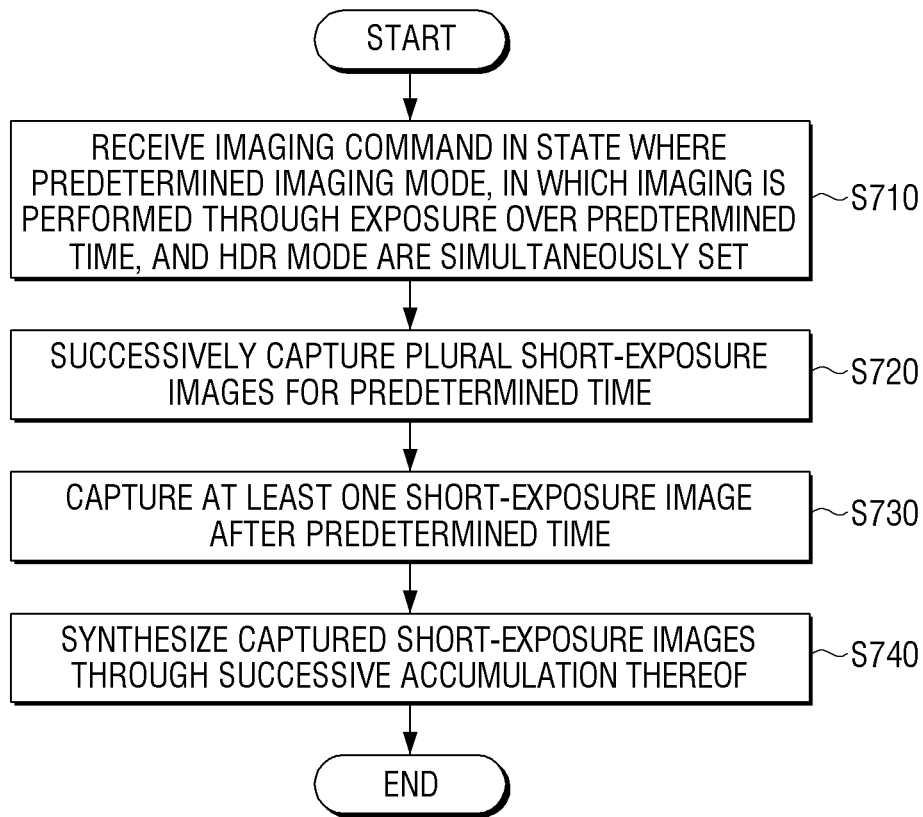 START
RECEIVE IMAGING COMMAND IN STATE WHERE
PREDETERMINED IMAGING MODE, IN WHICH IMAGING IS
PERFORMED THROUGH EXPOSURE OVER PREDTERMINED
TIME, AND HDR MODE ARE SIMULTANEOUSLY SET
S710
SUCCESSIVELY CAPTURE PLURAL SHORT-EXPOSURE
IMAGES FOR PREDETERMINED TIME
S720
CAPTURE AT LEAST ONE SHORT-EXPOSURE IMAGE
AFTER PREDETERMINED TIME
S730
SYNTHESIZE CAPTURED SHORT-EXPOSURE IMAGES
THROUGH SUCCESSIVE ACCUMULATION THEREOF
S740
END